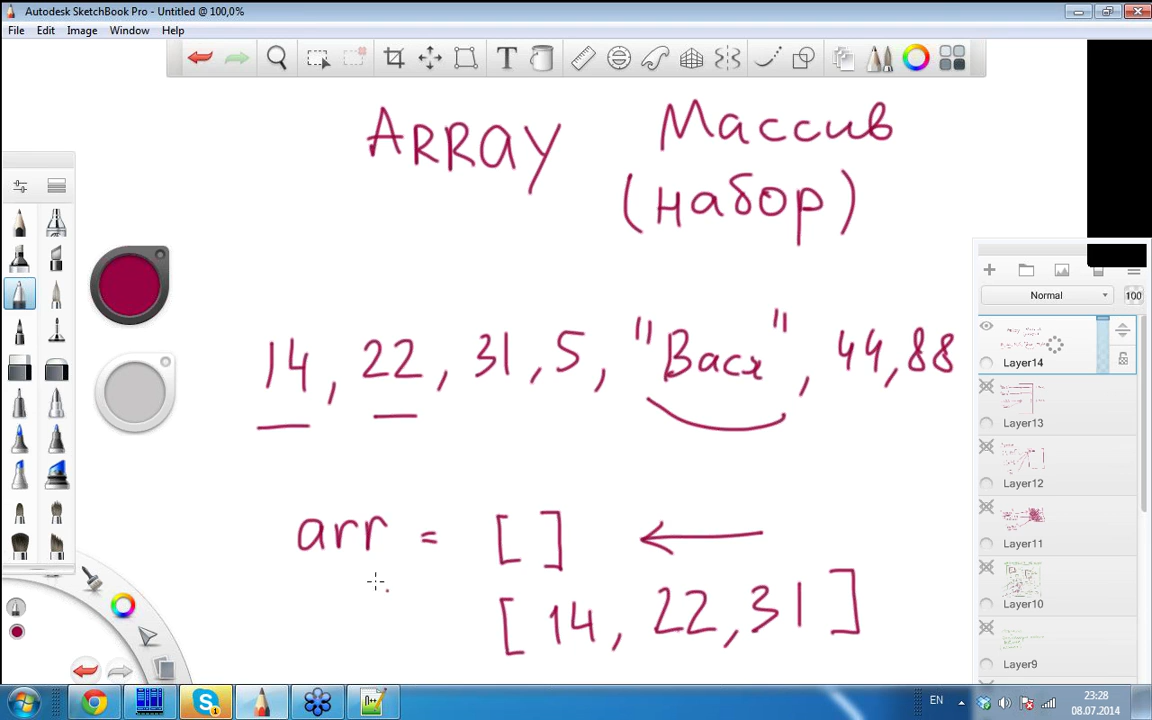 Autodesk SketchBook Pro - Untitled @ 100,0%
File Edit Image Window Help
ARRAY Массив
(набор)
14, 22, 31, 5, "Вася", 44, 88
arr = [ ] ←
[ 14, 22, 31 ]
Normal 100
Layer14
Layer13
Layer12
Layer11
Layer10
Layer9
EN 23:28
08.07.2014